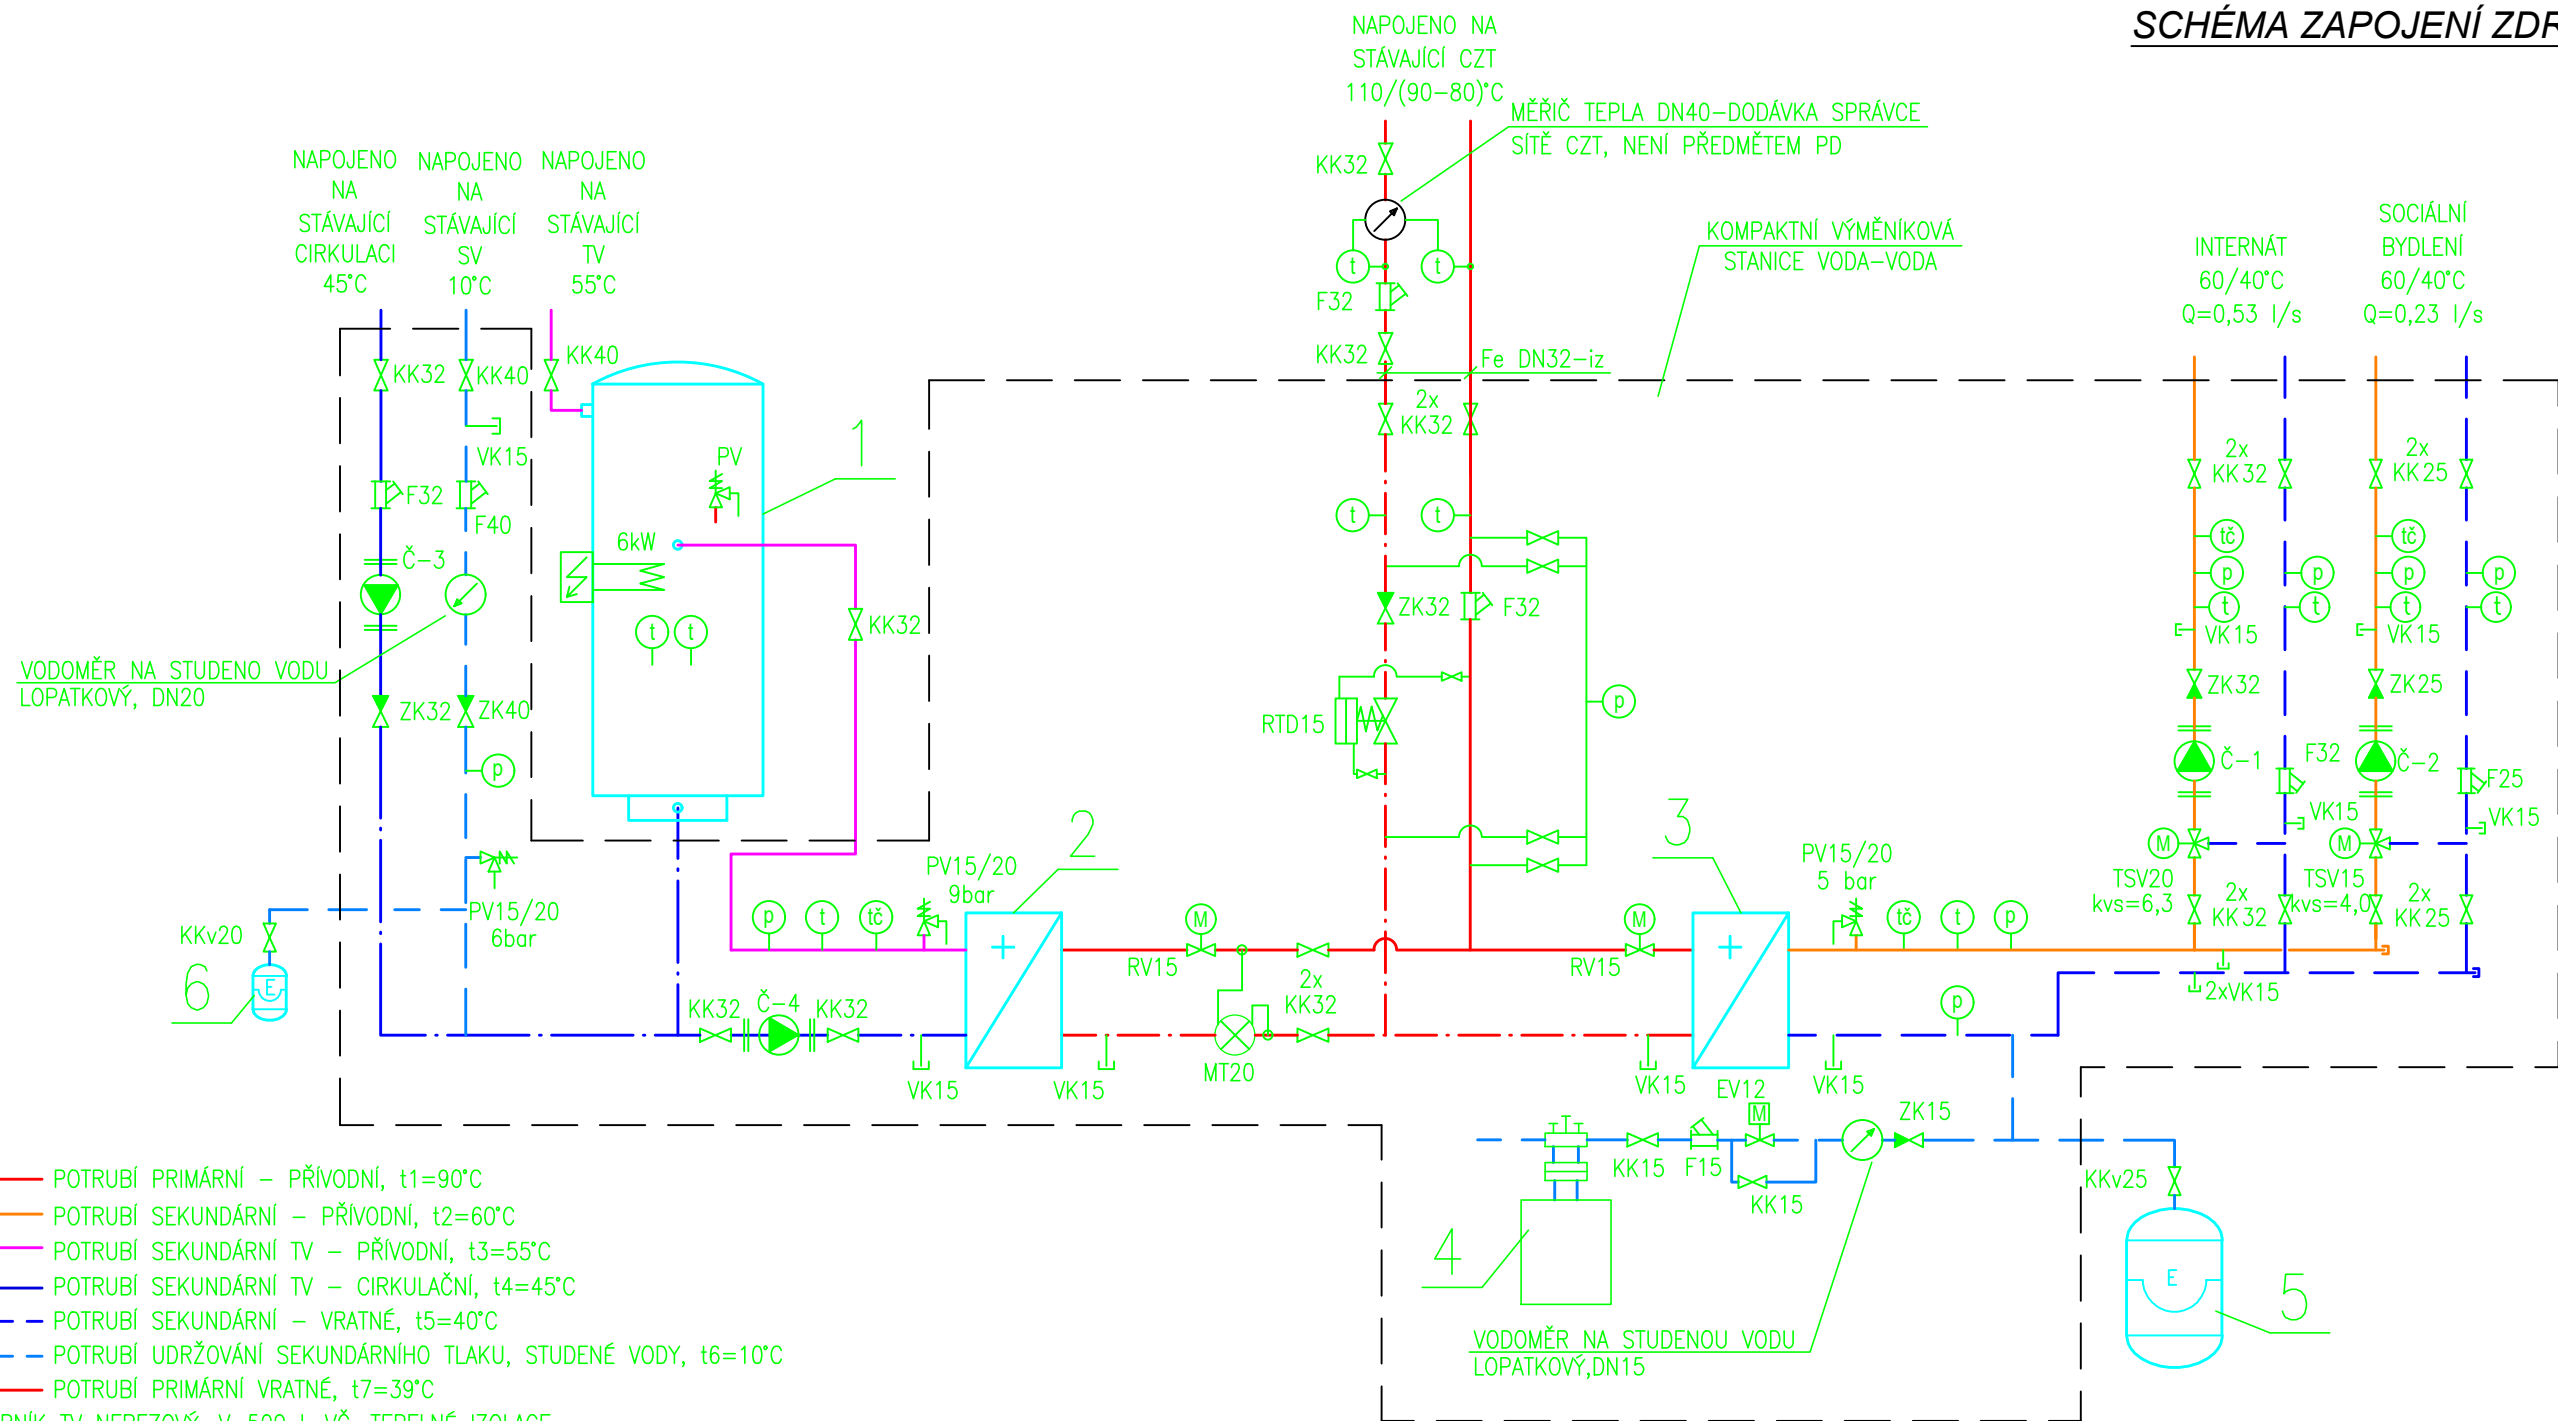 SCHÉMA ZAPOJENÍ
NAPOJENO NA
STÁVAJÍCÍ CZT
110/(90-80)°C
MĚŘIČ TEPLA DN40-DODÁVKA SPRÁVCE
SÍTĚ CZT, NENÍ PŘEDMĚTEM PD
KOMPAKTNÍ VÝMĚNÍKOVÁ
STANICE VODA-VODA
NAPOJENO
NA
STÁVAJÍCÍ
CIRKULACI
45°C
NAPOJENO
NA
STÁVAJÍCÍ
SV
10°C
NAPOJENO
NA
STÁVAJÍCÍ
TV
55°C
INTERNÁT
60/40°C
Q=0,53 l/s
SOCIÁLNÍ
BYDLENÍ
60/40°C
Q=0,23 l/s
KK32
t
t
F32
KK32
Fe DN32-iz
2x
KK32
KK32
KK40
KK40
VK15
F32
F40
Č-3
PV
1
6kW
t
t
KK32
VODOMĚR NA STUDENO VODU
LOPATKOVÝ, DN20
ZK32
ZK40
p
t
t
ZK32
F32
RTD15
p
2x
KK32
2x
KK25
tč
p
t
p
t
tč
p
t
p
t
VK15
VK15
ZK32
ZK25
Č-1
F32
Č-2
F25
VK15
VK15
M
M
TSV20
kvs=6,3
2x
KK32
TSV15
kvs=4,0
2x
KK25
PV15/20
6bar
KKv20
6
E
PV15/20
9bar
2
p
t
tč
+
M
RV15
2x
KK32
MT20
M
RV15
3
+
PV15/20
5 bar
tč
t
p
p
2xVK15
KK32
Č-4
KK32
VK15
VK15
VK15
VK15
EV12
M
ZK15
KK15
F15
KK15
KKv25
4
5
E
VODOMĚR NA STUDENOU VODU
LOPATKOVÝ,DN15
POTRUBÍ PRIMÁRNÍ - PŘÍVODNÍ, t1=90°C
POTRUBÍ SEKUNDÁRNÍ - PŘÍVODNÍ, t2=60°C
POTRUBÍ SEKUNDÁRNÍ TV - PŘÍVODNÍ, t3=55°C
POTRUBÍ SEKUNDÁRNÍ TV - CIRKULAČNÍ, t4=45°C
POTRUBÍ SEKUNDÁRNÍ - VRATNÉ, t5=40°C
POTRUBÍ UDRŽOVÁNÍ SEKUNDÁRNÍHO TLAKU, STUDENÉ VODY, t6=10°C
POTRUBÍ PRIMÁRNÍ VRATNÉ, t7=39°C